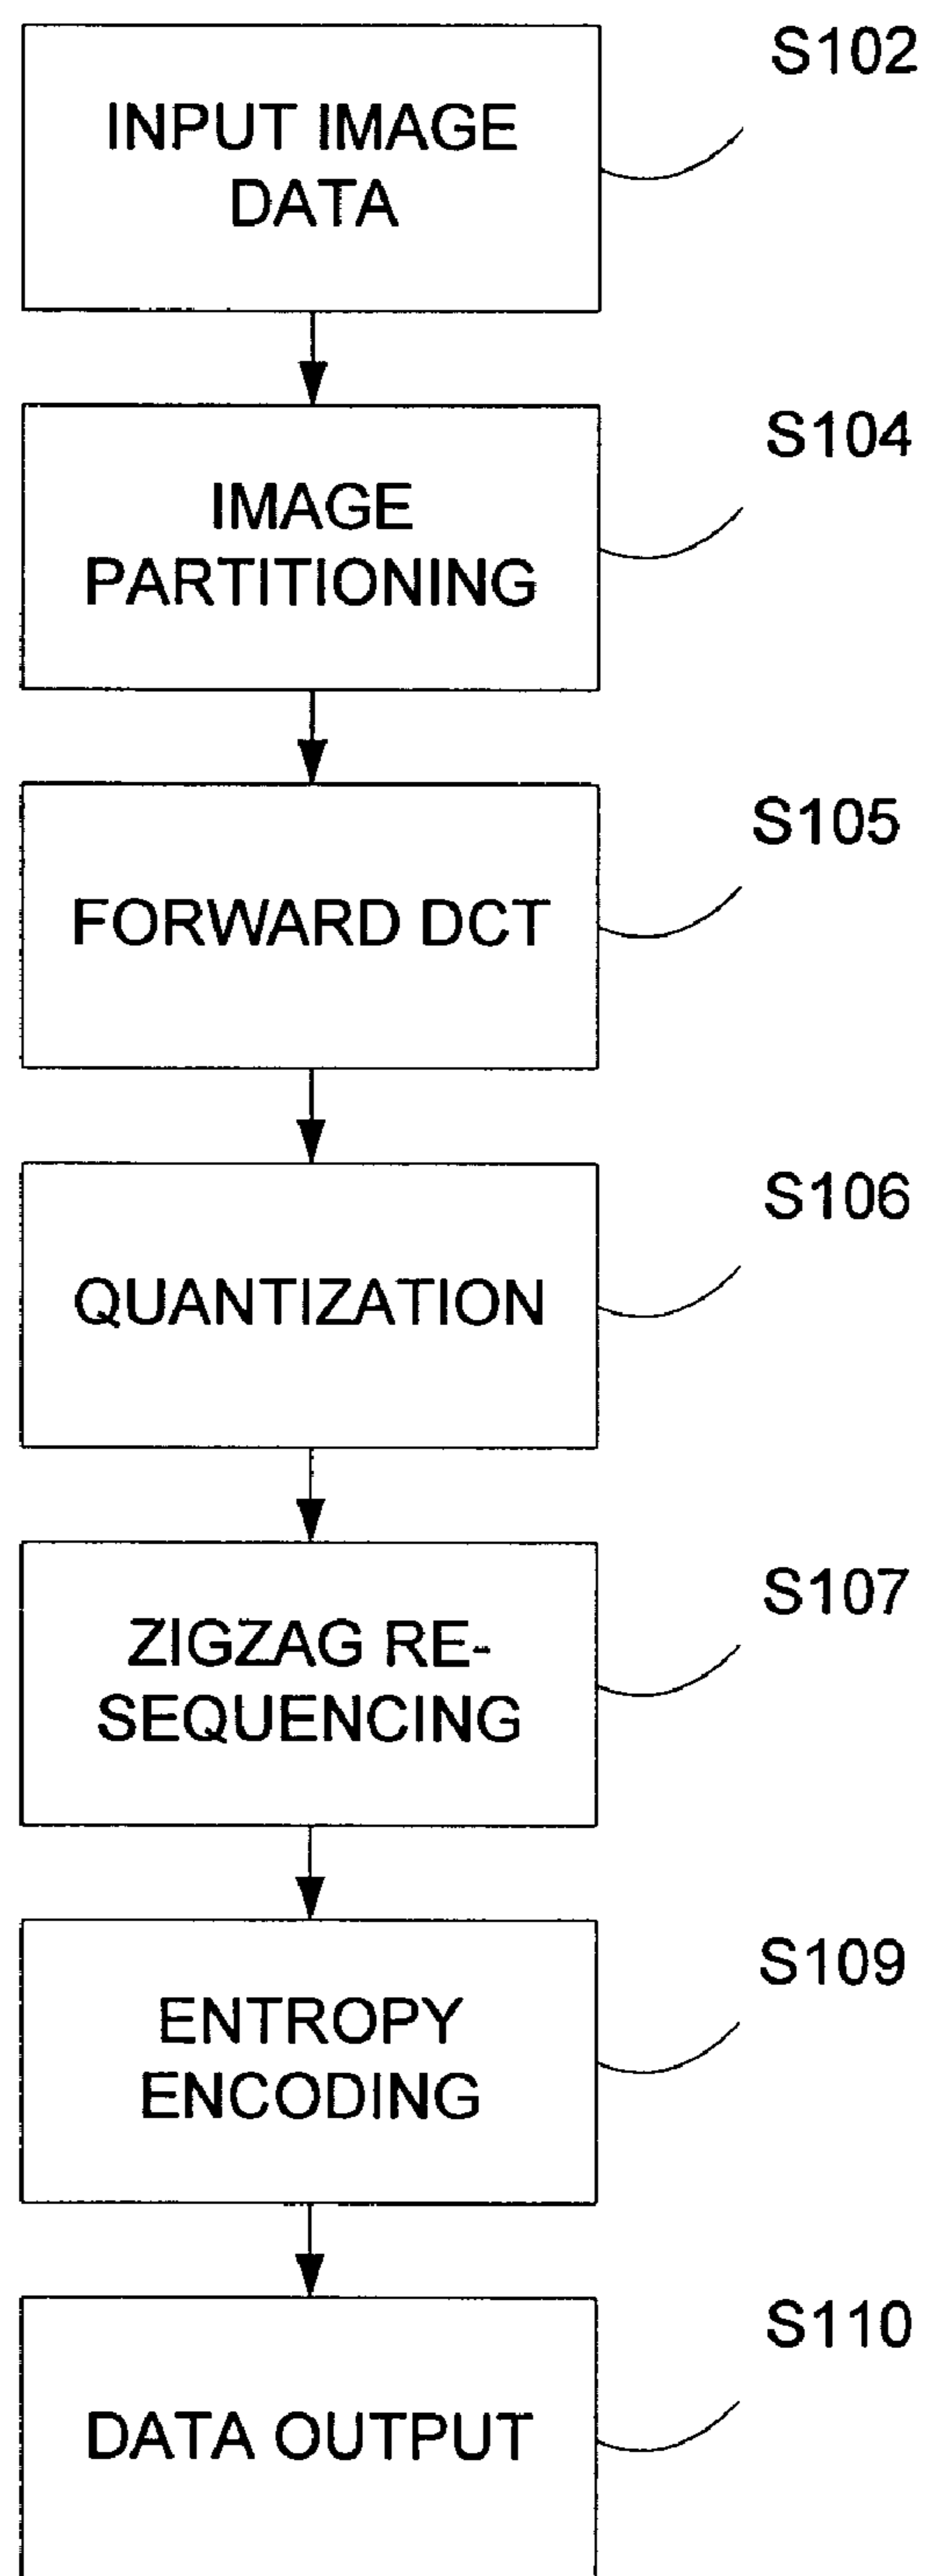 S102
INPUT IMAGE
DATA
S104
IMAGE
PARTITIONING
S105
FORWARD DCT
S106
QUANTIZATION
S107
ZIGZAG RE-
SEQUENCING
S109
ENTROPY
ENCODING
S110
DATA OUTPUT